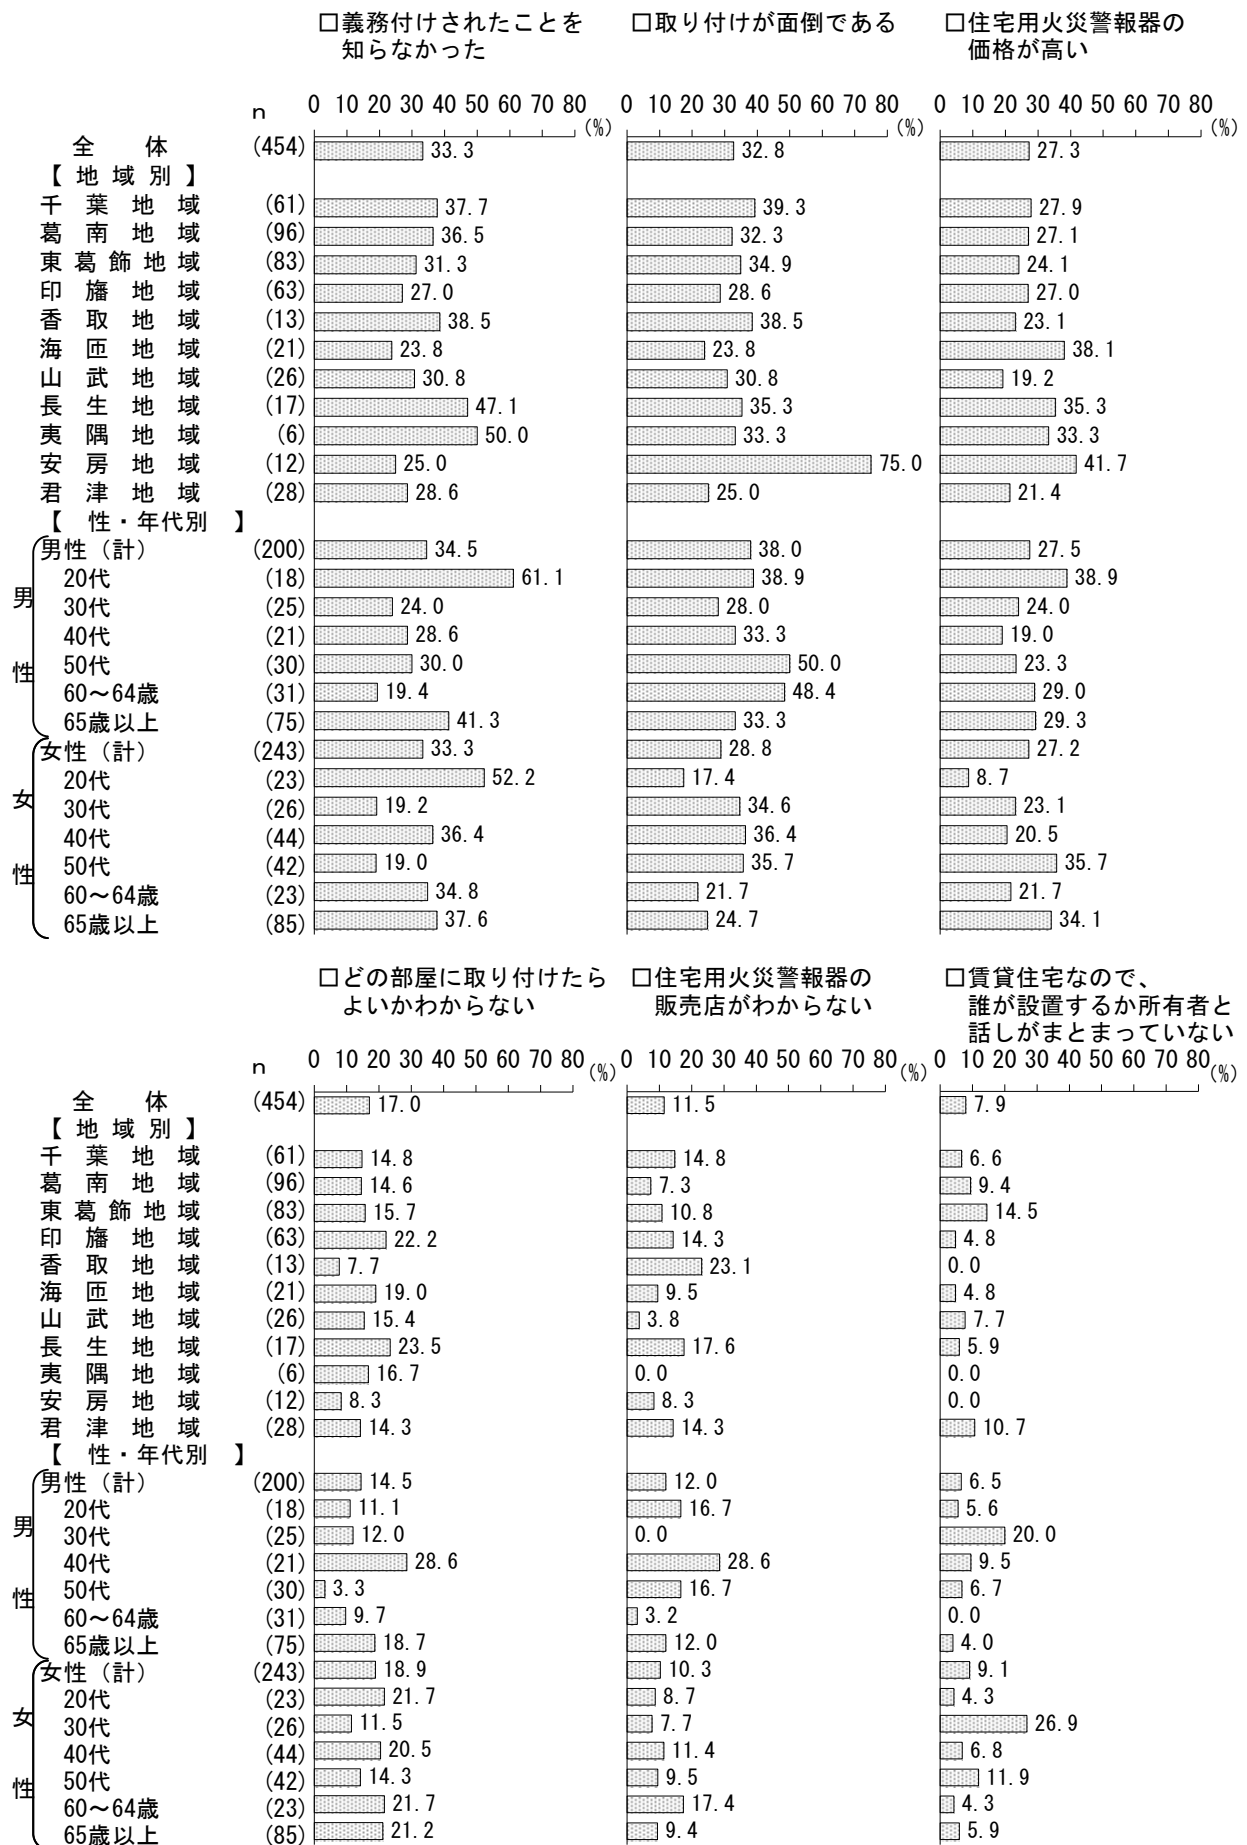 □義務付けされたことを 知らなかった
□取り付けが面倒である
□住宅用火災警報器の 価格が高い
n 0 10 20 30 40 50 60 70 80 (%) 0 10 20 30 40 50 60 70 80 (%) 0 10 20 30 40 50 60 70 80 (%)
全体 (454) 33.3 32.8 27.3
【地域別】
千葉地域 (61) 37.7 39.3 27.9
葛南地域 (96) 36.5 32.3 27.1
東葛飾地域 (83) 31.3 34.9 24.1
印旛地域 (63) 27.0 28.6 27.0
香取地域 (13) 38.5 38.5 23.1
海匝地域 (21) 23.8 23.8 38.1
山武地域 (26) 30.8 30.8 19.2
長生地域 (17) 47.1 35.3 35.3
夷隅地域 (6) 50.0 33.3 33.3
安房地域 (12) 25.0 75.0 41.7
君津地域 (28) 28.6 25.0 21.4
【 性・年代別 】
男性
男性（計） (200) 34.5 38.0 27.5
20代 (18) 61.1 38.9 38.9
30代 (25) 24.0 28.0 24.0
40代 (21) 28.6 33.3 19.0
50代 (30) 30.0 50.0 23.3
60～64歳 (31) 19.4 48.4 29.0
65歳以上 (75) 41.3 33.3 29.3
女性
女性（計） (243) 33.3 28.8 27.2
20代 (23) 52.2 17.4 8.7
30代 (26) 19.2 34.6 23.1
40代 (44) 36.4 36.4 20.5
50代 (42) 19.0 35.7 35.7
60～64歳 (23) 34.8 21.7 21.7
65歳以上 (85) 37.6 24.7 34.1
□どの部屋に取り付けたら よいかわからない
□住宅用火災警報器の 販売店がわからない
□賃貸住宅なので、 誰が設置するか所有者と 話しがまとまっていない
n 0 10 20 30 40 50 60 70 80 (%) 0 10 20 30 40 50 60 70 80 (%) 0 10 20 30 40 50 60 70 80 (%)
全体 (454) 17.0 11.5 7.9
【地域別】
千葉地域 (61) 14.8 14.8 6.6
葛南地域 (96) 14.6 7.3 9.4
東葛飾地域 (83) 15.7 10.8 14.5
印旛地域 (63) 22.2 14.3 4.8
香取地域 (13) 7.7 23.1 0.0
海匝地域 (21) 19.0 9.5 4.8
山武地域 (26) 15.4 3.8 7.7
長生地域 (17) 23.5 17.6 5.9
夷隅地域 (6) 16.7 0.0 0.0
安房地域 (12) 8.3 8.3 0.0
君津地域 (28) 14.3 14.3 10.7
【 性・年代別 】
男性
男性（計） (200) 14.5 12.0 6.5
20代 (18) 11.1 16.7 5.6
30代 (25) 12.0 0.0 20.0
40代 (21) 28.6 28.6 9.5
50代 (30) 3.3 16.7 6.7
60～64歳 (31) 9.7 3.2 0.0
65歳以上 (75) 18.7 12.0 4.0
女性
女性（計） (243) 18.9 10.3 9.1
20代 (23) 21.7 8.7 4.3
30代 (26) 11.5 7.7 26.9
40代 (44) 20.5 11.4 6.8
50代 (42) 14.3 9.5 11.9
60～64歳 (23) 21.7 17.4 4.3
65歳以上 (85) 21.2 9.4 5.9